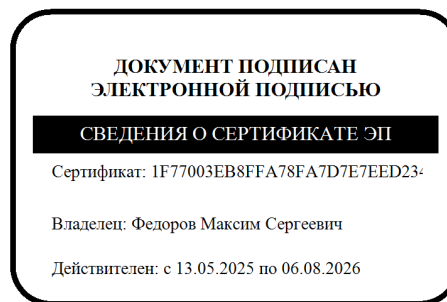 ДОКУМЕНТ ПОДПИСАН
ЭЛЕКТРОННОЙ ПОДПИСЬЮ
СВЕДЕНИЯ О СЕРТИФИКАТЕ ЭП
Сертификат: 1F77003EB8FFA78FA7D7E7EED234
Владелец: Федоров Максим Сергеевич
Действителен: с 13.05.2025 по 06.08.2026